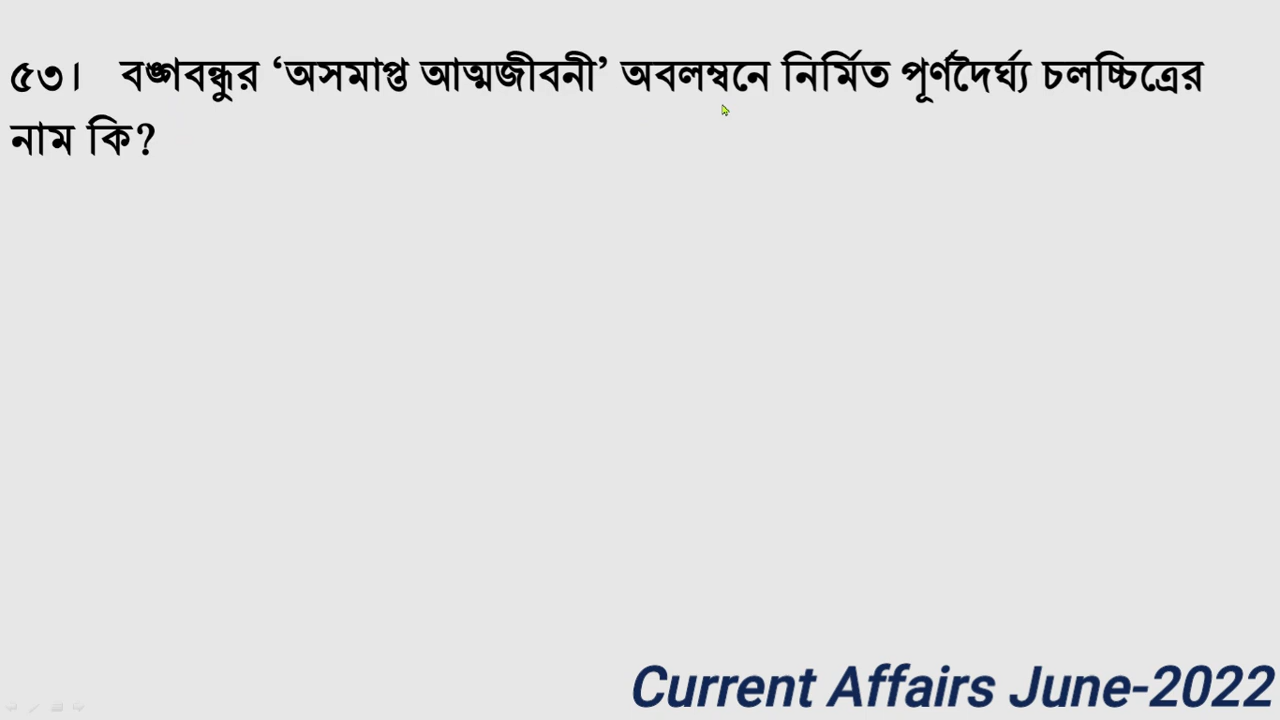 ৫৩। বঙ্গবন্ধুর ‘অসমাপ্ত আত্মজীবনী’ অবলম্বনে নির্মিত পূর্ণদৈর্ঘ্য চলচ্চিত্রের
নাম কি?
Current Affairs June-2022